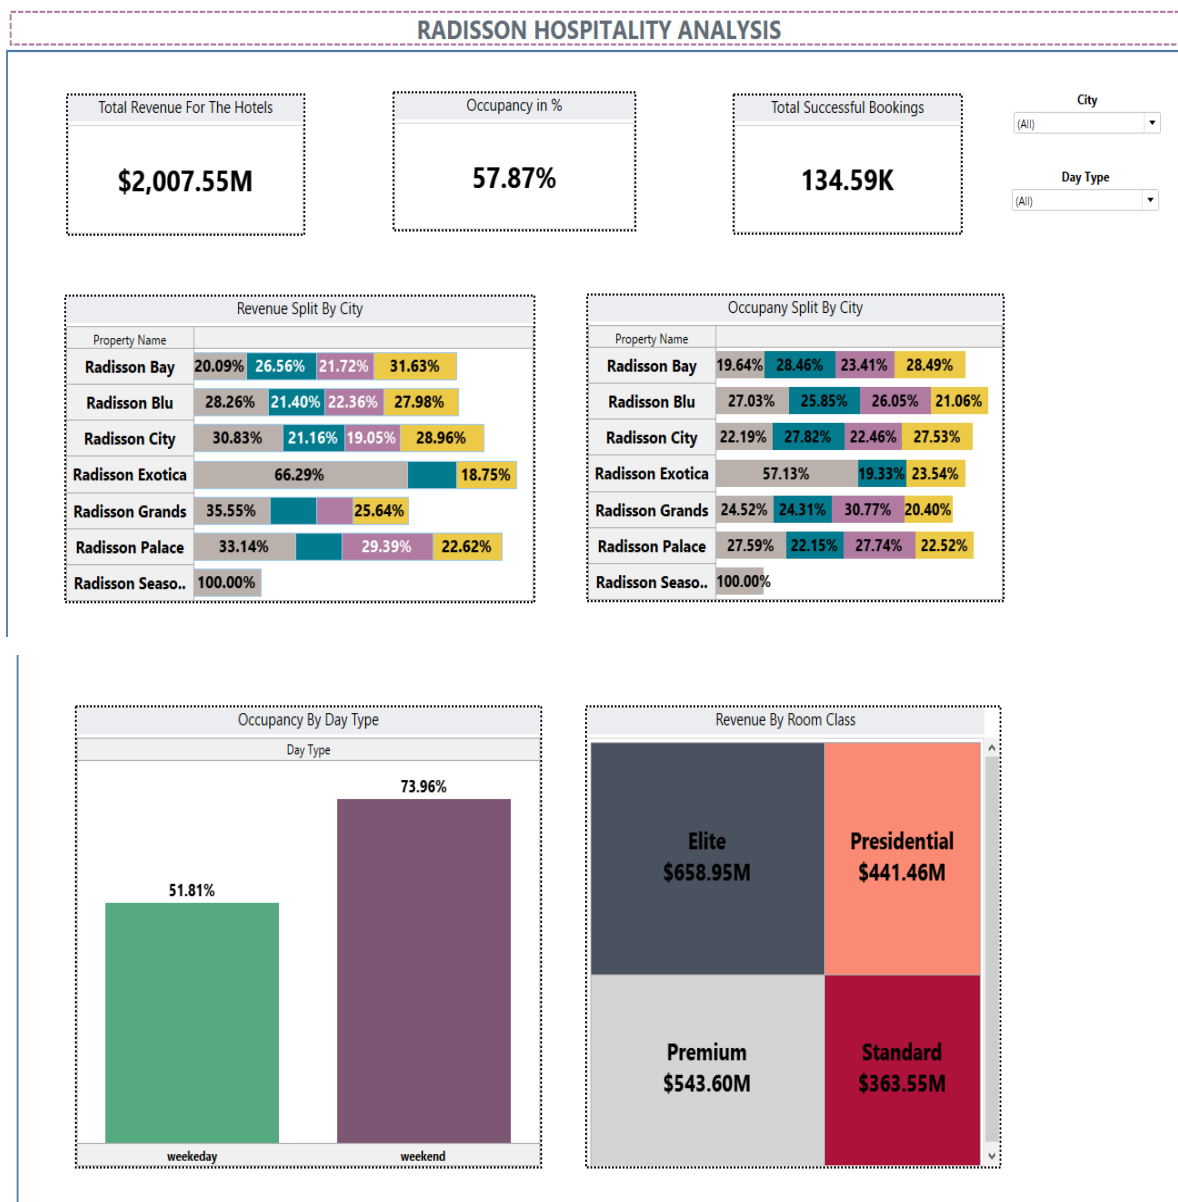 RADISSON HOSPITALITY ANALYSIS
Total Revenue For The Hotels
$2,007.55M
Occupancy in %
57.87%
Total Successful Bookings
134.59K
City
(All)
Day Type
(All)
Revenue Split By City
Property Name
Radisson Bay 20.09% 26.56% 21.72% 31.63%
Radisson Blu 28.26% 21.40% 22.36% 27.98%
Radisson City 30.83% 21.16% 19.05% 28.96%
Radisson Exotica 66.29% 18.75%
Radisson Grands 35.55% 25.64%
Radisson Palace 33.14% 29.39% 22.62%
Radisson Seaso.. 100.00%
Occupany Split By City
Property Name
Radisson Bay 19.64% 28.46% 23.41% 28.49%
Radisson Blu 27.03% 25.85% 26.05% 21.06%
Radisson City 22.19% 27.82% 22.46% 27.53%
Radisson Exotica 57.13% 19.33% 23.54%
Radisson Grands 24.52% 24.31% 30.77% 20.40%
Radisson Palace 27.59% 22.15% 27.74% 22.52%
Radisson Seaso.. 100.00%
Occupancy By Day Type
Day Type
73.96%
51.81%
weekeday weekend
Revenue By Room Class
Elite
$658.95M
Presidential
$441.46M
Premium
$543.60M
Standard
$363.55M